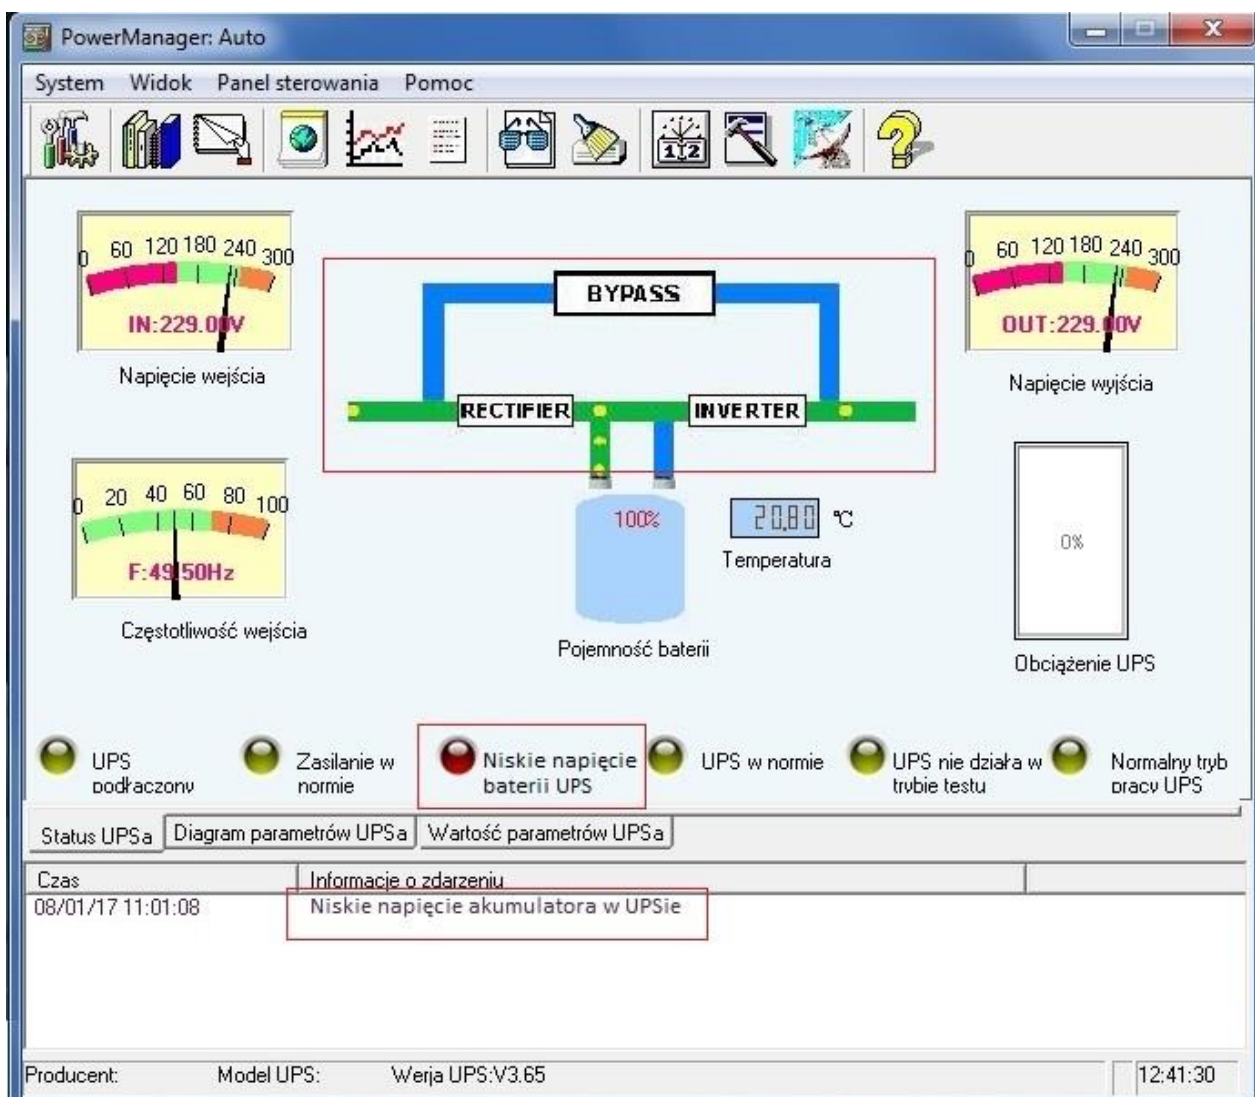 PowerManager: Auto
System Widok Panel sterowania Pomoc
0 60 120 180 240 300
IN:229.00V
Napięcie wejścia
BYPASS
RECTIFIER
INVERTER
0 60 120 180 240 300
OUT:229.00V
Napięcie wyjścia
0 20 40 60 80 100
F:49.50Hz
Częstotliwość wejścia
100%
Pojemność baterii
20.80 °C
Temperatura
0%
Obciążenie UPS
UPS
podłaczony
Zasilanie w
normie
Niskie napięcie
baterii UPS
UPS w normie
UPS nie działa w
trybie testu
Normalny tryb
pracy UPS
Status UPSa Diagram parametrów UPSa Wartość parametrów UPSa
Czas Informacje o zdarzeniu
08/01/17 11:01:08 Niskie napięcie akumulatora w UPSie
Producent: Model UPS: Werja UPS:V3.65 12:41:30